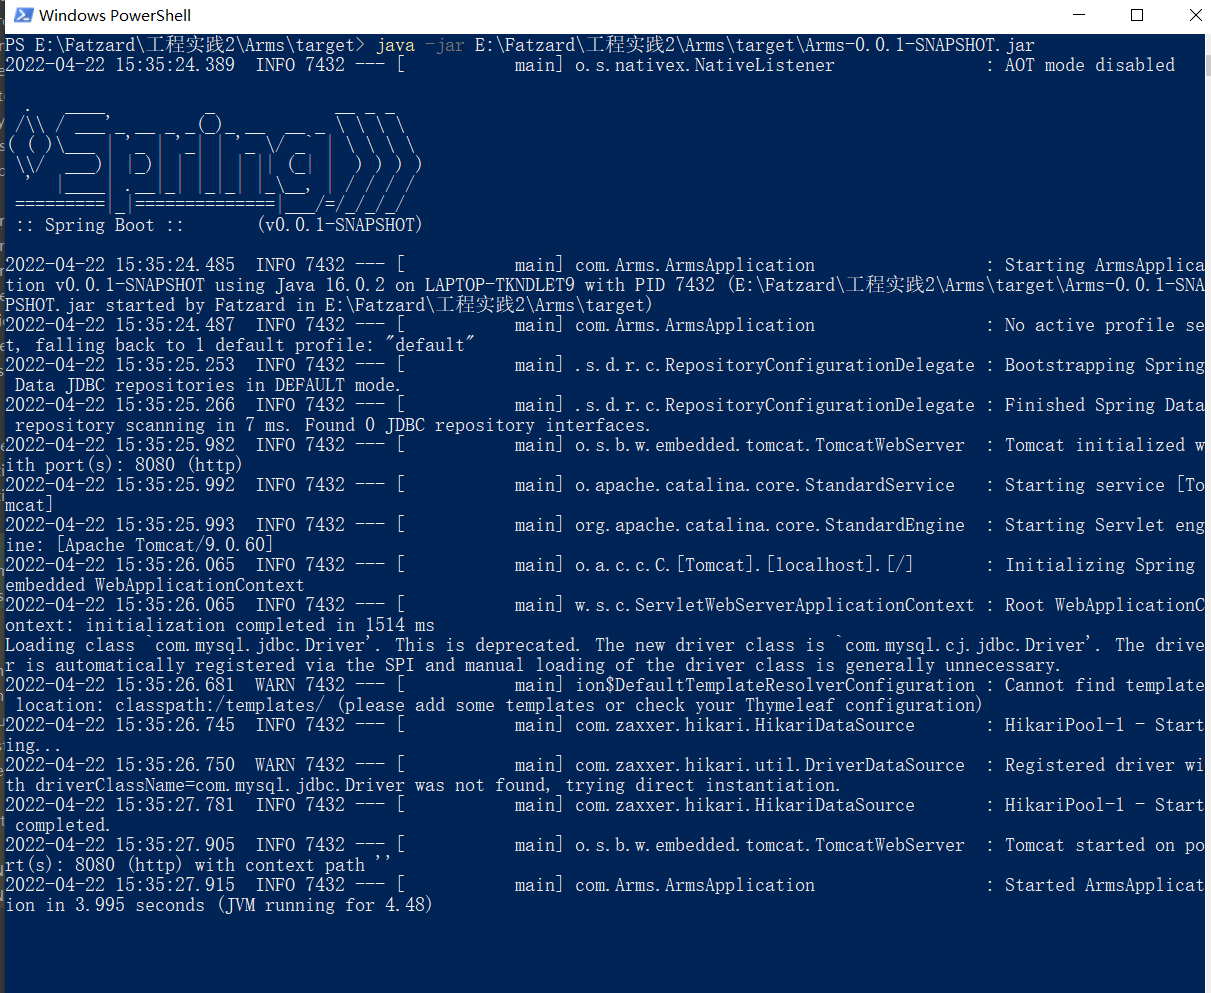 Windows PowerShell
PS E:\Fatzard\工程实践2\Arms\target> java -jar E:\Fatzard\工程实践2\Arms\target\Arms-0.0.1-SNAPSHOT.jar
2022-04-22 15:35:24.389  INFO 7432 --- [           main] o.s.nativex.NativeListener               : AOT mode disabled
  .   ____          _            __ _ _
 /\\ / ___'_ __ _ _(_)_ __  __ _ \ \ \ \
( ( )\___ | '_ | '_| | '_ \/ _` | \ \ \ \
 \\/  ___)| |_)| | | | | || (_| |  ) ) ) )
  '  |____| .__|_| |_|_| |_\__, | / / / /
 =========|_|==============|___/=/_/_/_/
 :: Spring Boot ::       (v0.0.1-SNAPSHOT)
2022-04-22 15:35:24.485  INFO 7432 --- [           main] com.Arms.ArmsApplication                 : Starting ArmsApplica
tion v0.0.1-SNAPSHOT using Java 16.0.2 on LAPTOP-TKNDLET9 with PID 7432 (E:\Fatzard\工程实践2\Arms\target\Arms-0.0.1-SNA
PSHOT.jar started by Fatzard in E:\Fatzard\工程实践2\Arms\target)
2022-04-22 15:35:24.487  INFO 7432 --- [           main] com.Arms.ArmsApplication                 : No active profile se
t, falling back to 1 default profile: "default"
2022-04-22 15:35:25.253  INFO 7432 --- [           main] .s.d.r.c.RepositoryConfigurationDelegate : Bootstrapping Spring
 Data JDBC repositories in DEFAULT mode.
2022-04-22 15:35:25.266  INFO 7432 --- [           main] .s.d.r.c.RepositoryConfigurationDelegate : Finished Spring Data
 repository scanning in 7 ms. Found 0 JDBC repository interfaces.
2022-04-22 15:35:25.982  INFO 7432 --- [           main] o.s.b.w.embedded.tomcat.TomcatWebServer  : Tomcat initialized w
ith port(s): 8080 (http)
2022-04-22 15:35:25.992  INFO 7432 --- [           main] o.apache.catalina.core.StandardService   : Starting service [To
mcat]
2022-04-22 15:35:25.993  INFO 7432 --- [           main] org.apache.catalina.core.StandardEngine  : Starting Servlet eng
ine: [Apache Tomcat/9.0.60]
2022-04-22 15:35:26.065  INFO 7432 --- [           main] o.a.c.c.C.[Tomcat].[localhost].[/]       : Initializing Spring
embedded WebApplicationContext
2022-04-22 15:35:26.065  INFO 7432 --- [           main] w.s.c.ServletWebServerApplicationContext : Root WebApplicationC
ontext: initialization completed in 1514 ms
Loading class `com.mysql.jdbc.Driver'. This is deprecated. The new driver class is `com.mysql.cj.jdbc.Driver'. The drive
r is automatically registered via the SPI and manual loading of the driver class is generally unnecessary.
2022-04-22 15:35:26.681  WARN 7432 --- [           main] ion$DefaultTemplateResolverConfiguration : Cannot find template
 location: classpath:/templates/ (please add some templates or check your Thymeleaf configuration)
2022-04-22 15:35:26.745  INFO 7432 --- [           main] com.zaxxer.hikari.HikariDataSource       : HikariPool-1 - Start
ing...
2022-04-22 15:35:26.750  WARN 7432 --- [           main] com.zaxxer.hikari.util.DriverDataSource  : Registered driver wi
th driverClassName=com.mysql.jdbc.Driver was not found, trying direct instantiation.
2022-04-22 15:35:27.781  INFO 7432 --- [           main] com.zaxxer.hikari.HikariDataSource       : HikariPool-1 - Start
 completed.
2022-04-22 15:35:27.905  INFO 7432 --- [           main] o.s.b.w.embedded.tomcat.TomcatWebServer  : Tomcat started on po
rt(s): 8080 (http) with context path ''
2022-04-22 15:35:27.915  INFO 7432 --- [           main] com.Arms.ArmsApplication                 : Started ArmsApplicat
ion in 3.995 seconds (JVM running for 4.48)